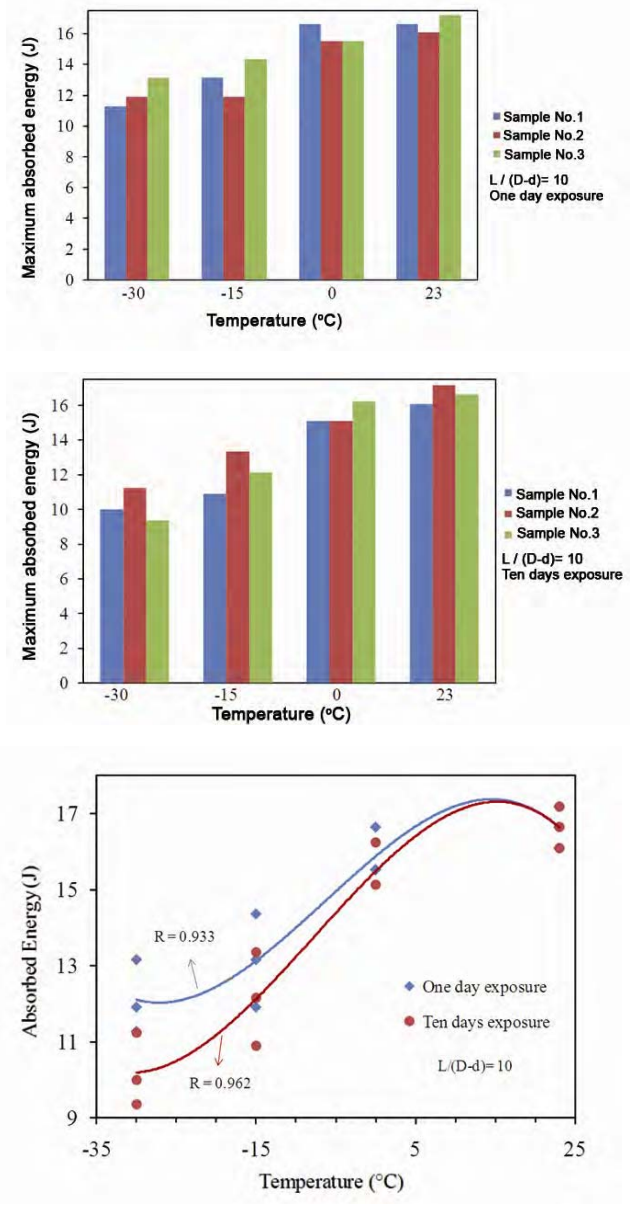 Maximum absorbed energy (J)
16
14
12
10
8
6
4
2
0
-30 -15 0 23
Temperature (°C)
Sample No.1
Sample No.2
Sample No.3
L / (D-d)= 10
One day exposure
Maximum absorbed energy (J)
16
14
12
10
8
6
4
2
0
-30 -15 0 23
Temperature (°C)
Sample No.1
Sample No.2
Sample No.3
L / (D-d)= 10
Ten days exposure
Absorbed Energy (J)
17
15
13
11
9
-35 -15 5 25
Temperature (°C)
R = 0.933
R = 0.962
One day exposure
Ten days exposure
L/(D-d)= 10